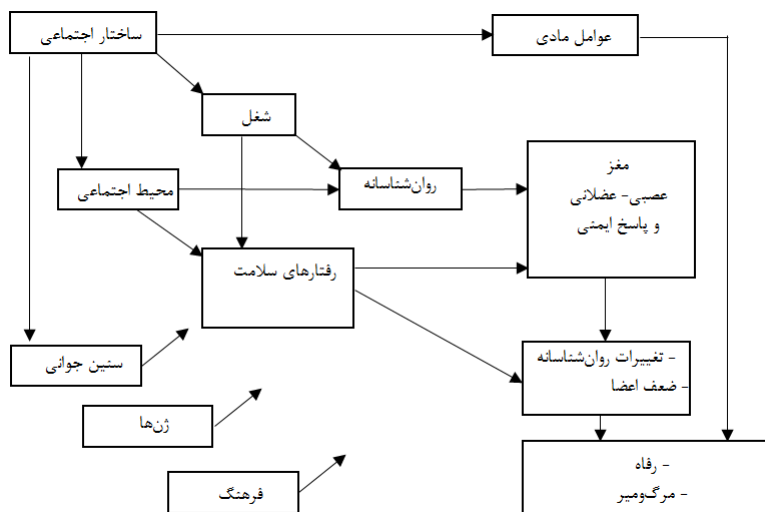 ساختار اجتماعی
عوامل مادی
شغل
مغز
عصبی- عضلانی
و پاسخ ایمنی
روان‌شناسانه
محیط اجتماعی
رفتارهای سلامت
سنین جوانی
- تغییرات روان‌شناسانه
- ضعف اعضا
ژن‌ها
- رفاه
- مرگ‌ومیر
فرهنگ